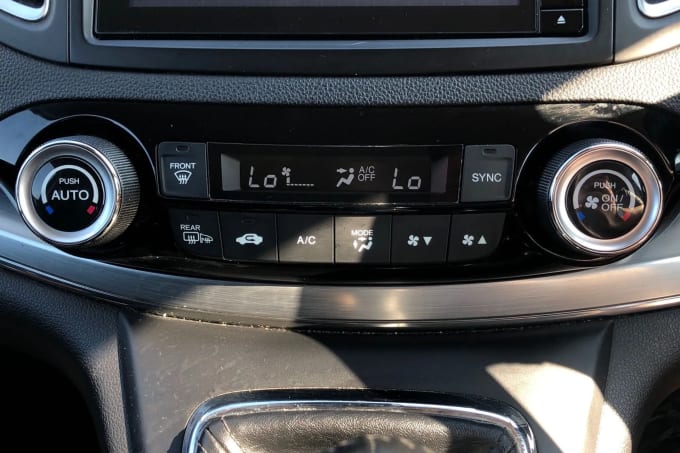 FRONT
Lo
A/C
OFF
Lo
SYNC
PUSH
AUTO
PUSH
ON/
OFF
REAR
A/C
MODE